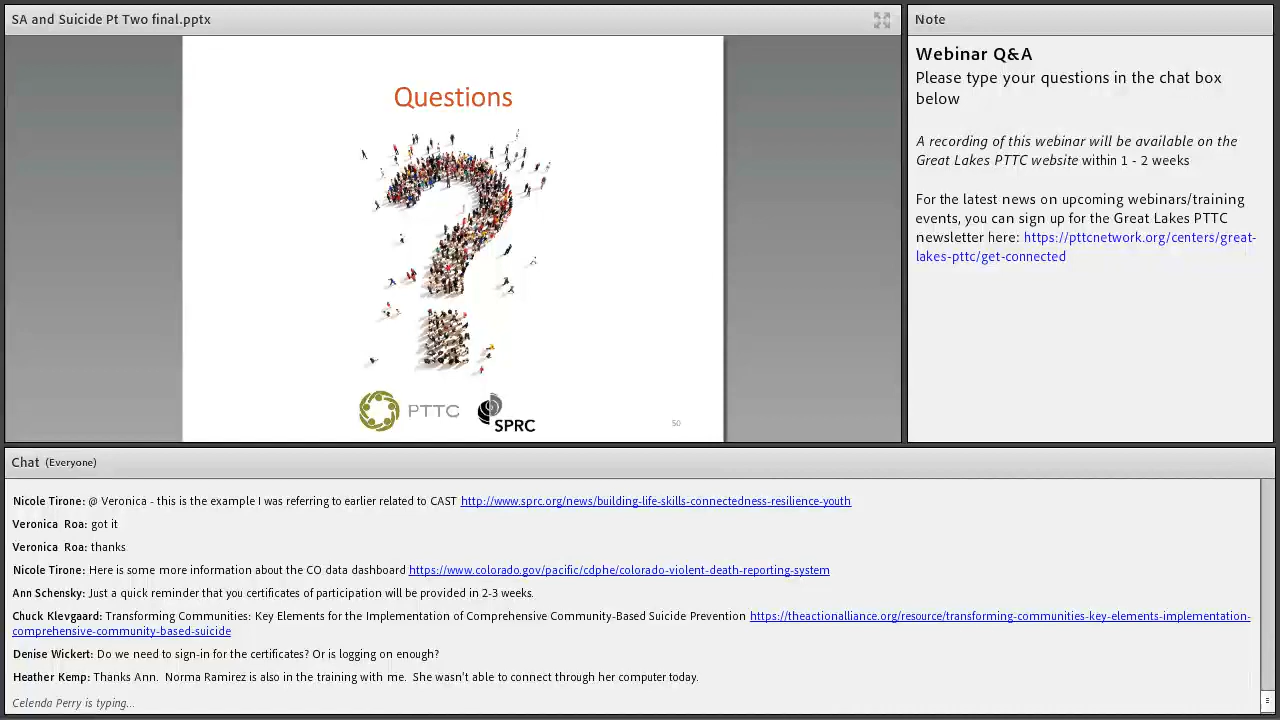 SA and Suicide Pt Two final.pptx
Questions
PTTC
SPRC
50
Note
Webinar Q&A
Please type your questions in the chat box
below
A recording of this webinar will be available on the
Great Lakes PTTC website within 1 - 2 weeks
For the latest news on upcoming webinars/training
events, you can sign up for the Great Lakes PTTC
newsletter here: https://pttcnetwork.org/centers/great-
lakes-pttc/get-connected
Chat (Everyone)
Nicole Tirone: @ Veronica - this is the example I was referring to earlier related to CAST http://www.sprc.org/news/building-life-skills-connectedness-resilience-youth
Veronica Roa: got it
Veronica Roa: thanks
Nicole Tirone: Here is some more information about the CO data dashboard https://www.colorado.gov/pacific/cdphe/colorado-violent-death-reporting-system
Ann Schensky: Just a quick reminder that you certificates of participation will be provided in 2-3 weeks.
Chuck Klevgaard: Transforming Communities: Key Elements for the Implementation of Comprehensive Community-Based Suicide Prevention https://theactionalliance.org/resource/transforming-communities-key-elements-implementation-
comprehensive-community-based-suicide
Denise Wickert: Do we need to sign-in for the certificates? Or is logging on enough?
Heather Kemp: Thanks Ann. Norma Ramirez is also in the training with me. She wasn't able to connect through her computer today.
Celenda Perry is typing...